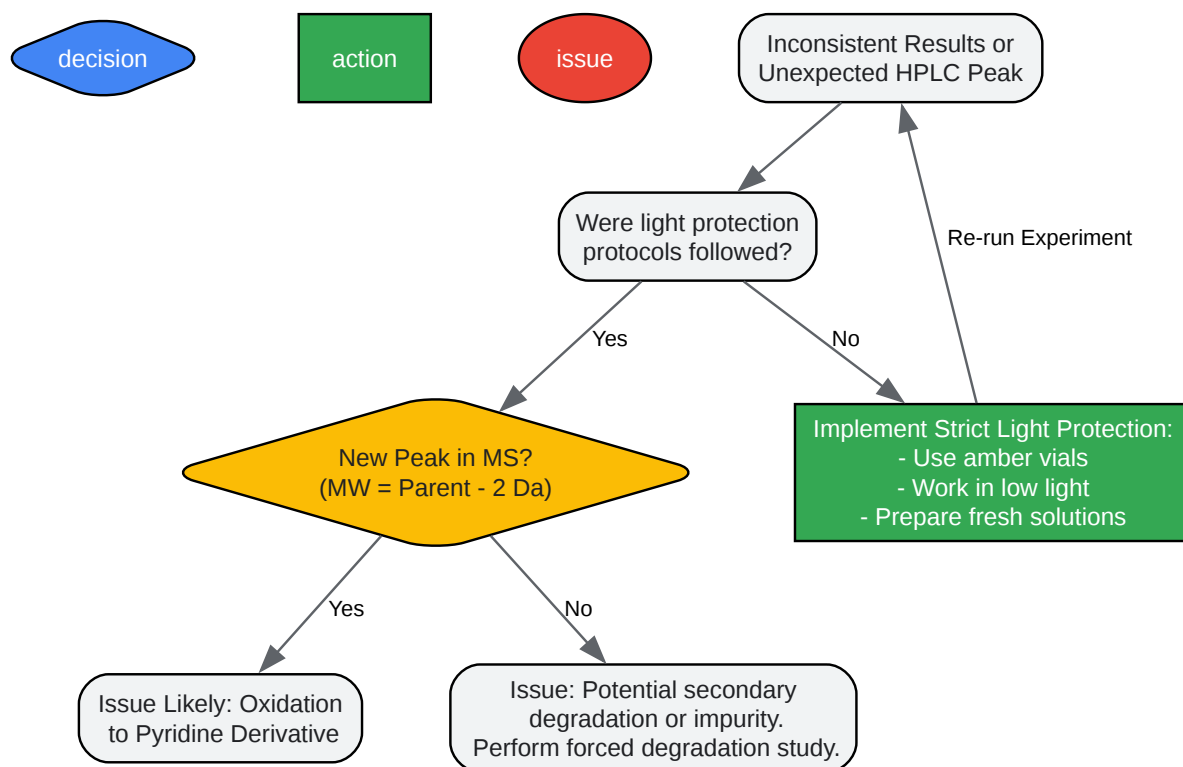 decision
action
issue
Inconsistent Results or
Unexpected HPLC Peak
Were light protection
protocols followed?
Re-run Experiment
Yes
No
New Peak in MS?
(MW = Parent - 2 Da)
Implement Strict Light Protection:
- Use amber vials
- Work in low light
- Prepare fresh solutions
Yes
No
Issue Likely: Oxidation
to Pyridine Derivative
Issue: Potential secondary
degradation or impurity.
Perform forced degradation study.